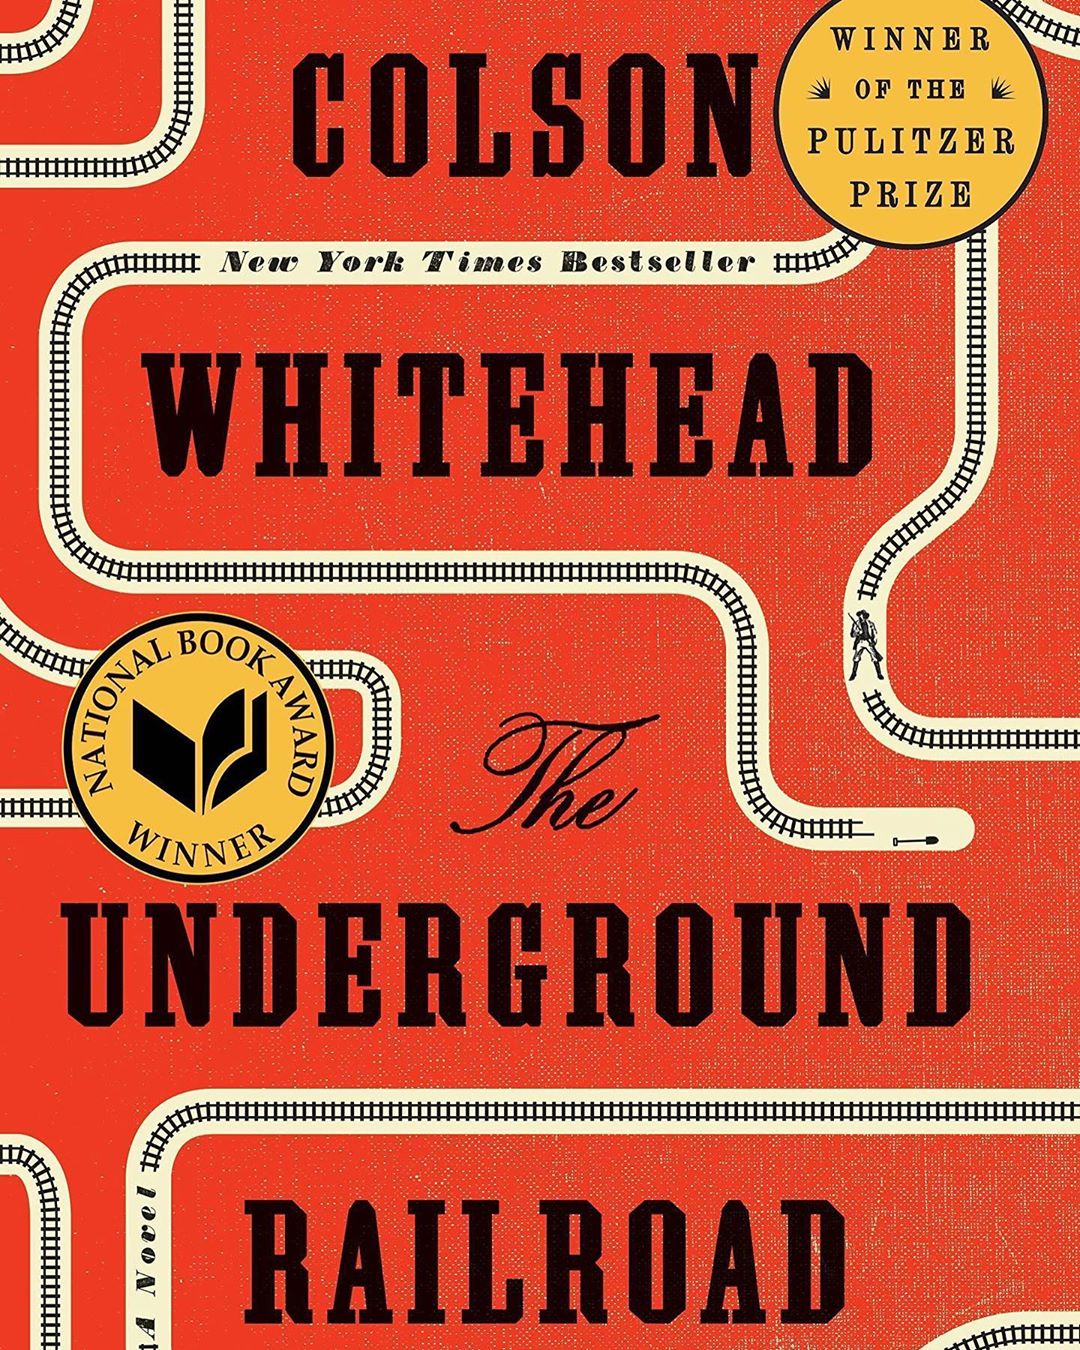 COLSON
WINNER
OF THE
PULITZER
PRIZE
New York Times Bestseller
WHITEHEAD
NATIONAL BOOK AWARD
WINNER
The
UNDERGROUND
RAILROAD
A Novel